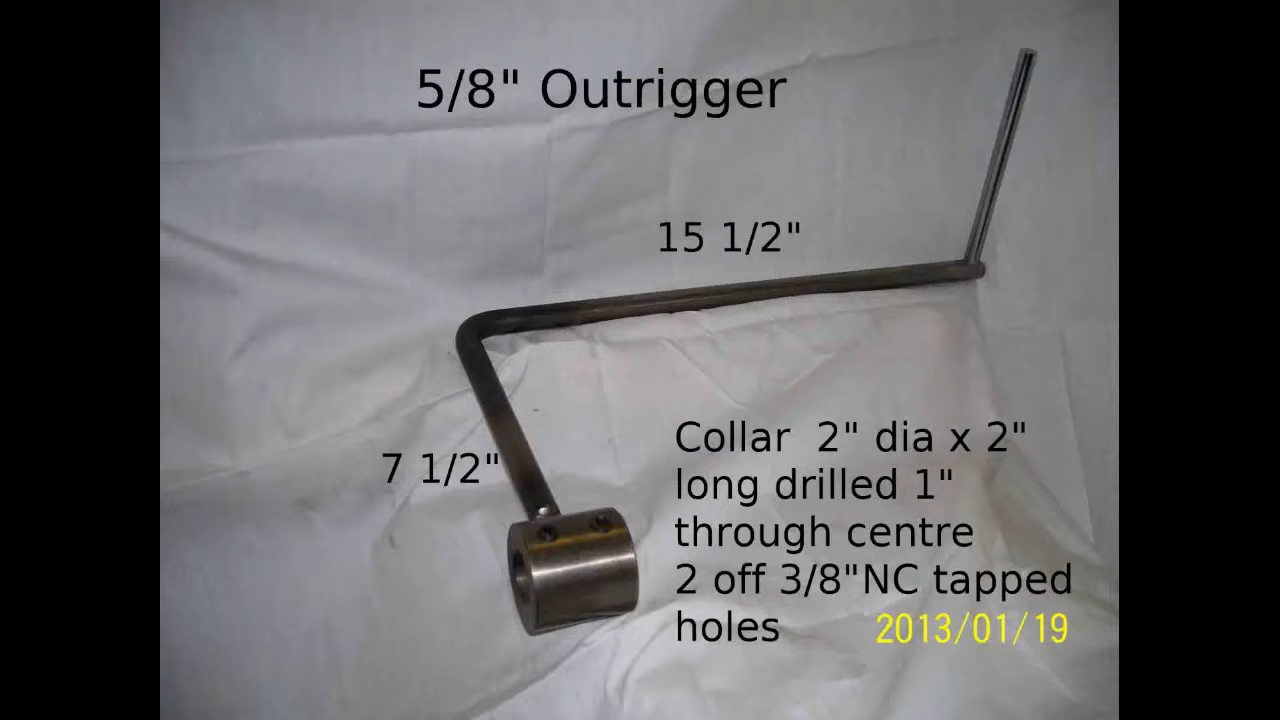 5/8" Outrigger
15 1/2"
7 1/2"
Collar  2" dia x 2"
long drilled 1"
through centre
2 off 3/8"NC tapped
holes
2013/01/19